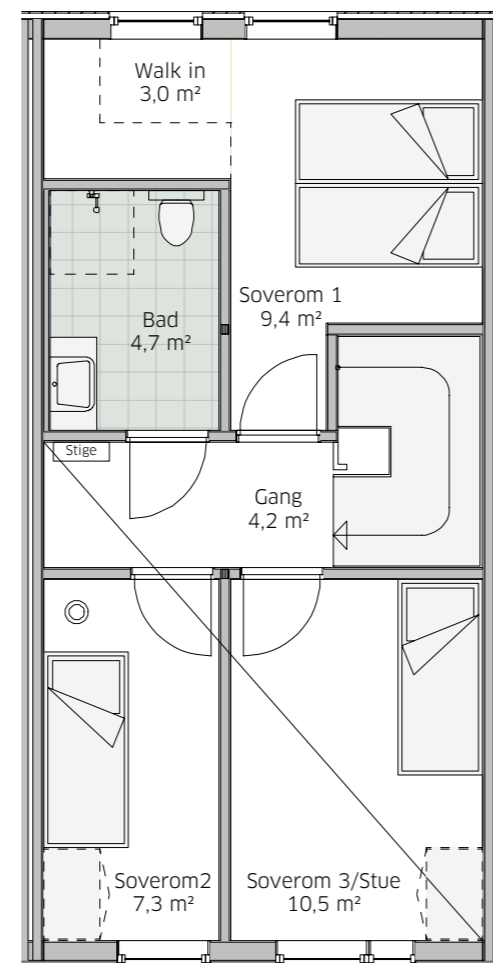 Walk in
3,0 m²
Soverom 1
9,4 m²
Bad
4,7 m²
Stige
Gang
4,2 m²
Soverom2
7,3 m²
Soverom 3/Stue
10,5 m²